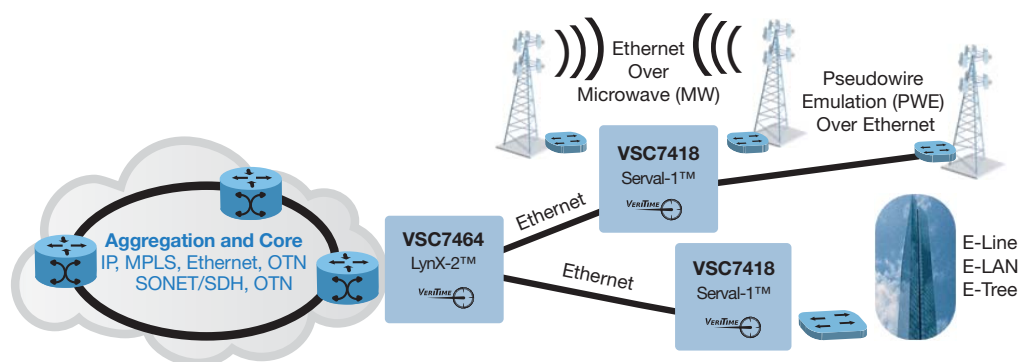 Ethernet
Over
Microwave (MW)
Pseudowire
Emulation (PWE)
Over Ethernet
VSC7418
Serval-1™
VERITIME
Ethernet
Aggregation and Core
IP, MPLS, Ethernet, OTN
SONET/SDH, OTN
VSC7464
LynX-2™
VERITIME
Ethernet
VSC7418
Serval-1™
VERITIME
E-Line
E-LAN
E-Tree